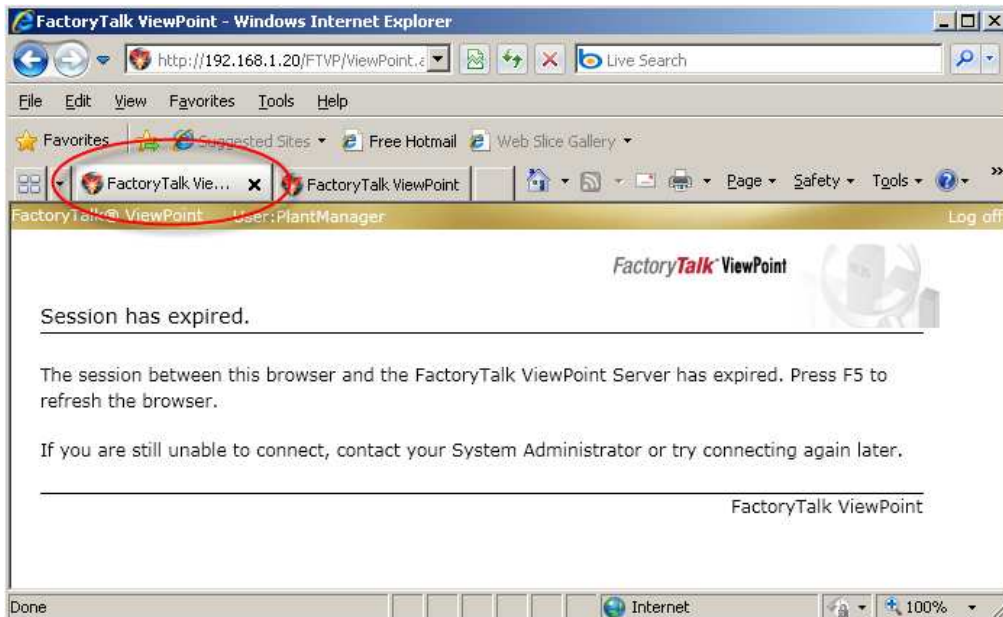 FactoryTalk ViewPoint - Windows Internet Explorer
http://192.168.1.20/FTVP/ViewPoint.a Live Search
File Edit View Favorites Tools Help
Favorites Suggested Sites Free Hotmail Web Slice Gallery
FactoryTalk Vie... FactoryTalk ViewPoint Page Safety Tools »
FactoryTalk® ViewPoint User:PlantManager Log off
FactoryTalk ViewPoint
Session has expired.
The session between this browser and the FactoryTalk ViewPoint Server has expired. Press F5 to
refresh the browser.
If you are still unable to connect, contact your System Administrator or try connecting again later.
FactoryTalk ViewPoint
Done Internet 100%